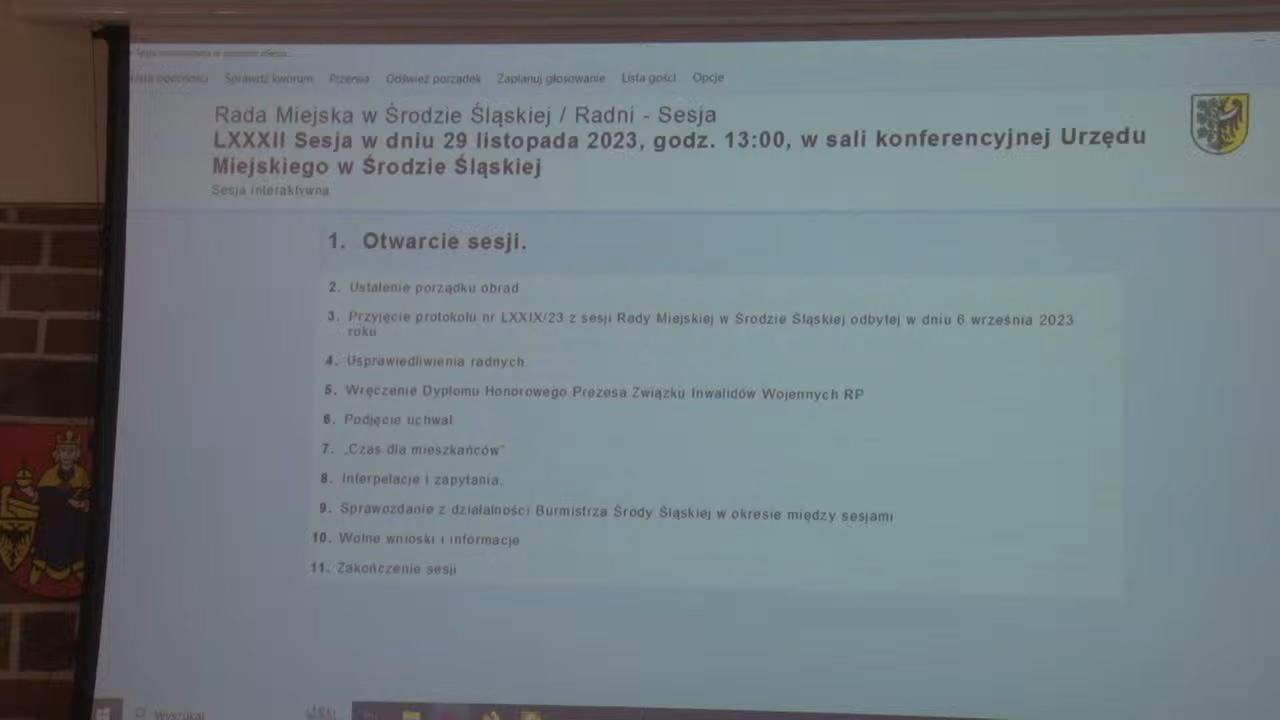 Sprawdź kworum Przerwa Odśwież porządek Zaplanuj głosowanie Lista gości Opcje
Rada Miejska w Środzie Śląskiej / Radni - Sesja
LXXXII Sesja w dniu 29 listopada 2023, godz. 13:00, w sali konferencyjnej Urzędu
Miejskiego w Środzie Śląskiej
Sesja interaktywna
1. Otwarcie sesji.
2. Ustalenie porządku obrad
3. Przyjęcie protokołu nr LXXIX/23 z sesji Rady Miejskiej w Środzie Śląskiej odbytej w dniu 6 września 2023
roku
4. Usprawiedliwienia radnych
5. Wręczenie Dyplomu Honorowego Prezesa Związku Inwalidów Wojennych RP
6. Podjęcie uchwał
7. „Czas dla mieszkańców"
8. Interpelacje i zapytania.
9. Sprawozdanie z działalności Burmistrza Środy Śląskiej w okresie między sesjami
10. Wolne wnioski i informacje
11. Zakończenie sesji
Wyszukaj